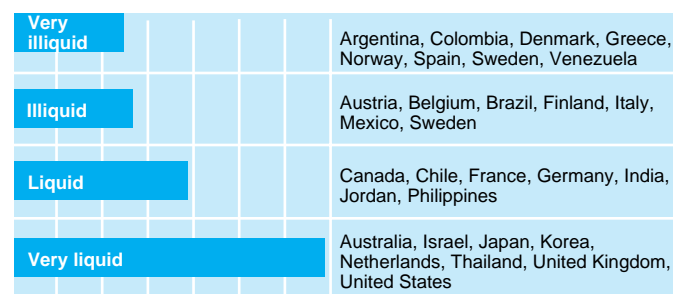 Very
illiquid
Argentina, Colombia, Denmark, Greece,
Norway, Spain, Sweden, Venezuela
Illiquid
Austria, Belgium, Brazil, Finland, Italy,
Mexico, Sweden
Liquid
Canada, Chile, France, Germany, India,
Jordan, Philippines
Very liquid
Australia, Israel, Japan, Korea,
Netherlands, Thailand, United Kingdom,
United States